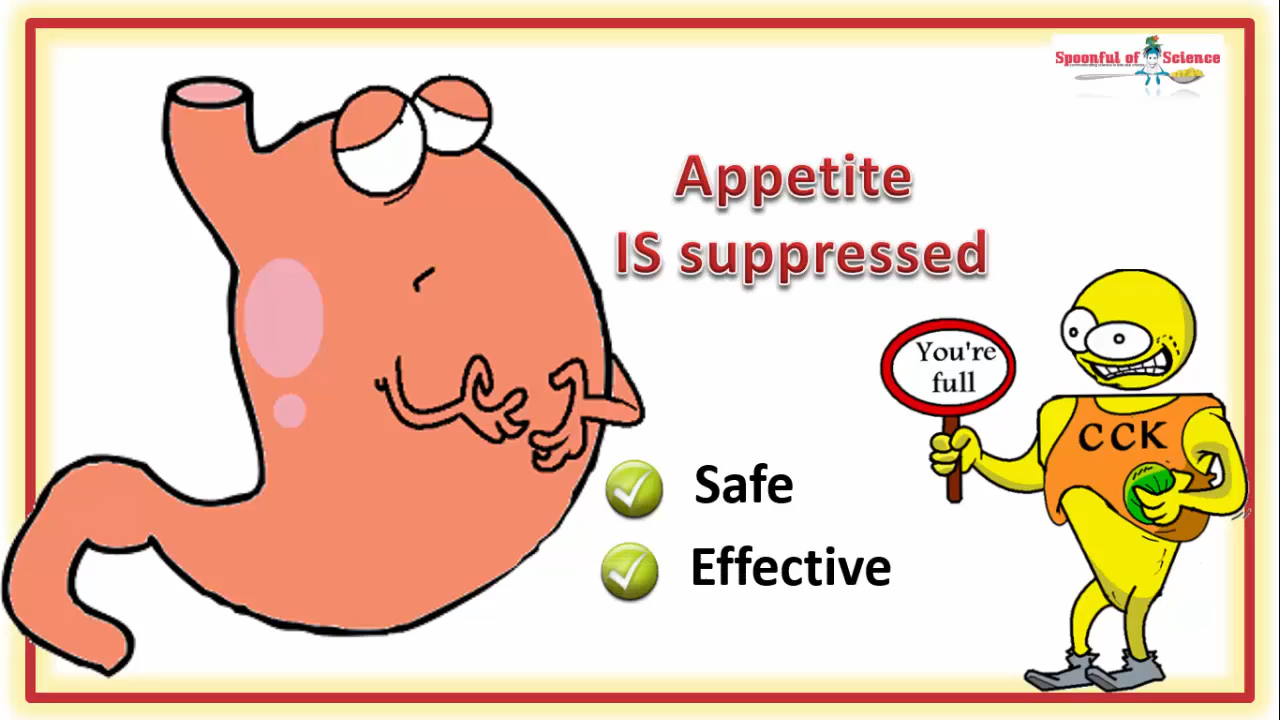 Spoonful of Science
Appetite
IS suppressed
You're
full
CCK
Safe
Effective